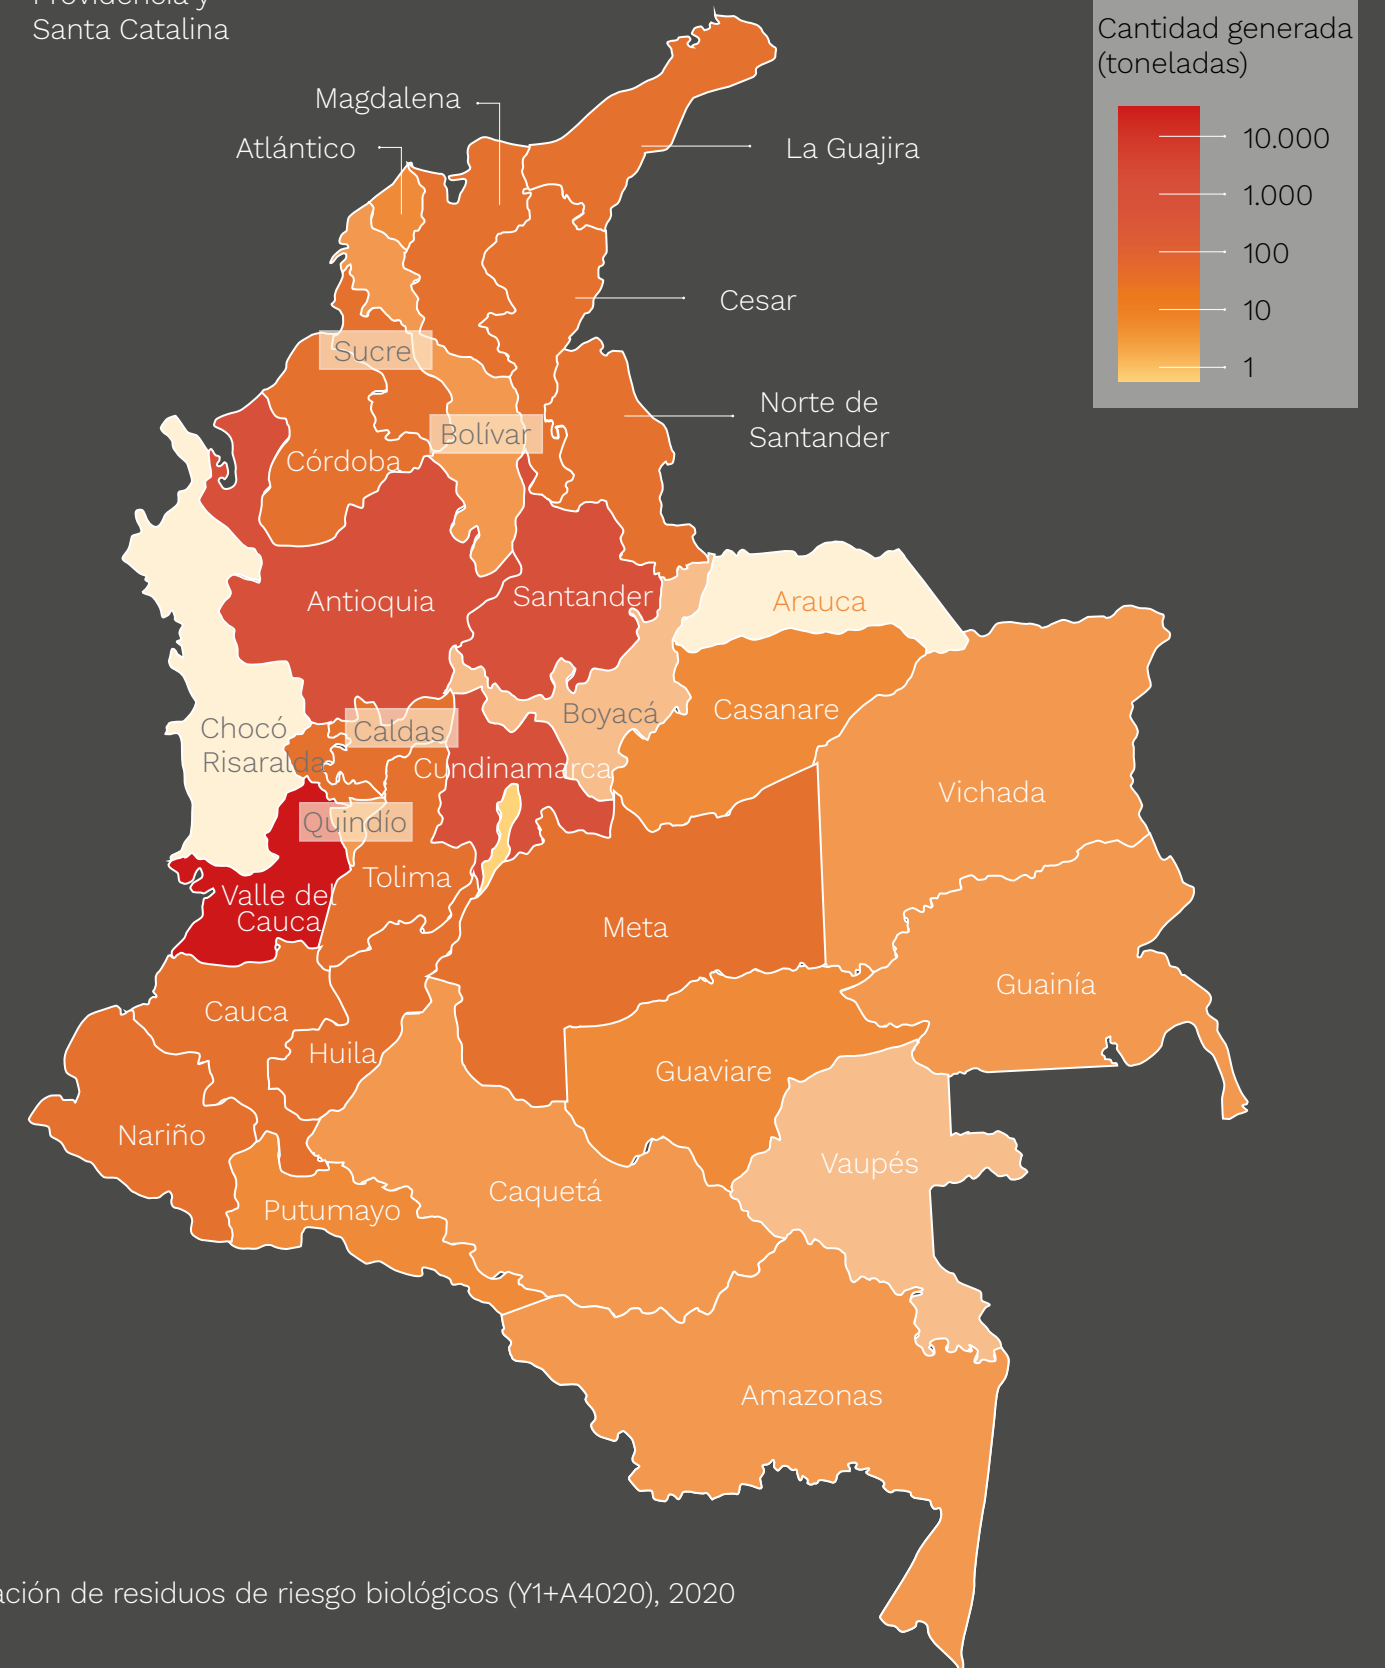 Santa Catalina
Cantidad generada
(toneladas)
10.000
1.000
100
10
1
Magdalena
Atlántico
La Guajira
Cesar
Sucre
Norte de
Santander
Bolívar
Córdoba
Antioquia
Santander
Arauca
Chocó
Risaralda
Caldas
Boyacá
Casanare
Cundinamarca
Vichada
Quindío
Tolima
Valle del
Cauca
Meta
Guainía
Cauca
Huila
Guaviare
Nariño
Vaupés
Caquetá
Putumayo
Amazonas
ación de residuos de riesgo biológicos (Y1+A4020), 2020